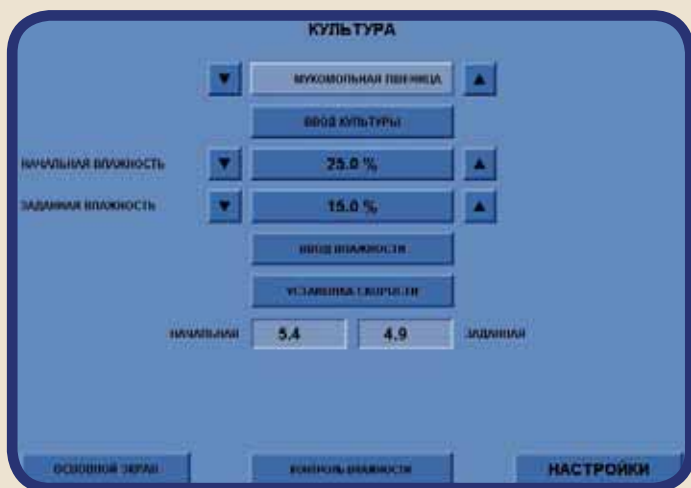 КУЛЬТУРА
▼ МУКОМОЛЬНАЯ ПШЕНИЦА ▲
ВВОД КУЛЬТУРЫ
НАЧАЛЬНАЯ ВЛАЖНОСТЬ ▼ 25.0 % ▲
ЗАДАННАЯ ВЛАЖНОСТЬ ▼ 15.0 % ▲
ВВОД ВЛАЖНОСТИ
УСТАНОВКА СКОРОСТИ
НАЧАЛЬНАЯ 5.4 4.9 ЗАДАННАЯ
ОСНОВНОЙ ЭКРАН КОНТРОЛЬ ВЛАЖНОСТИ НАСТРОЙКИ